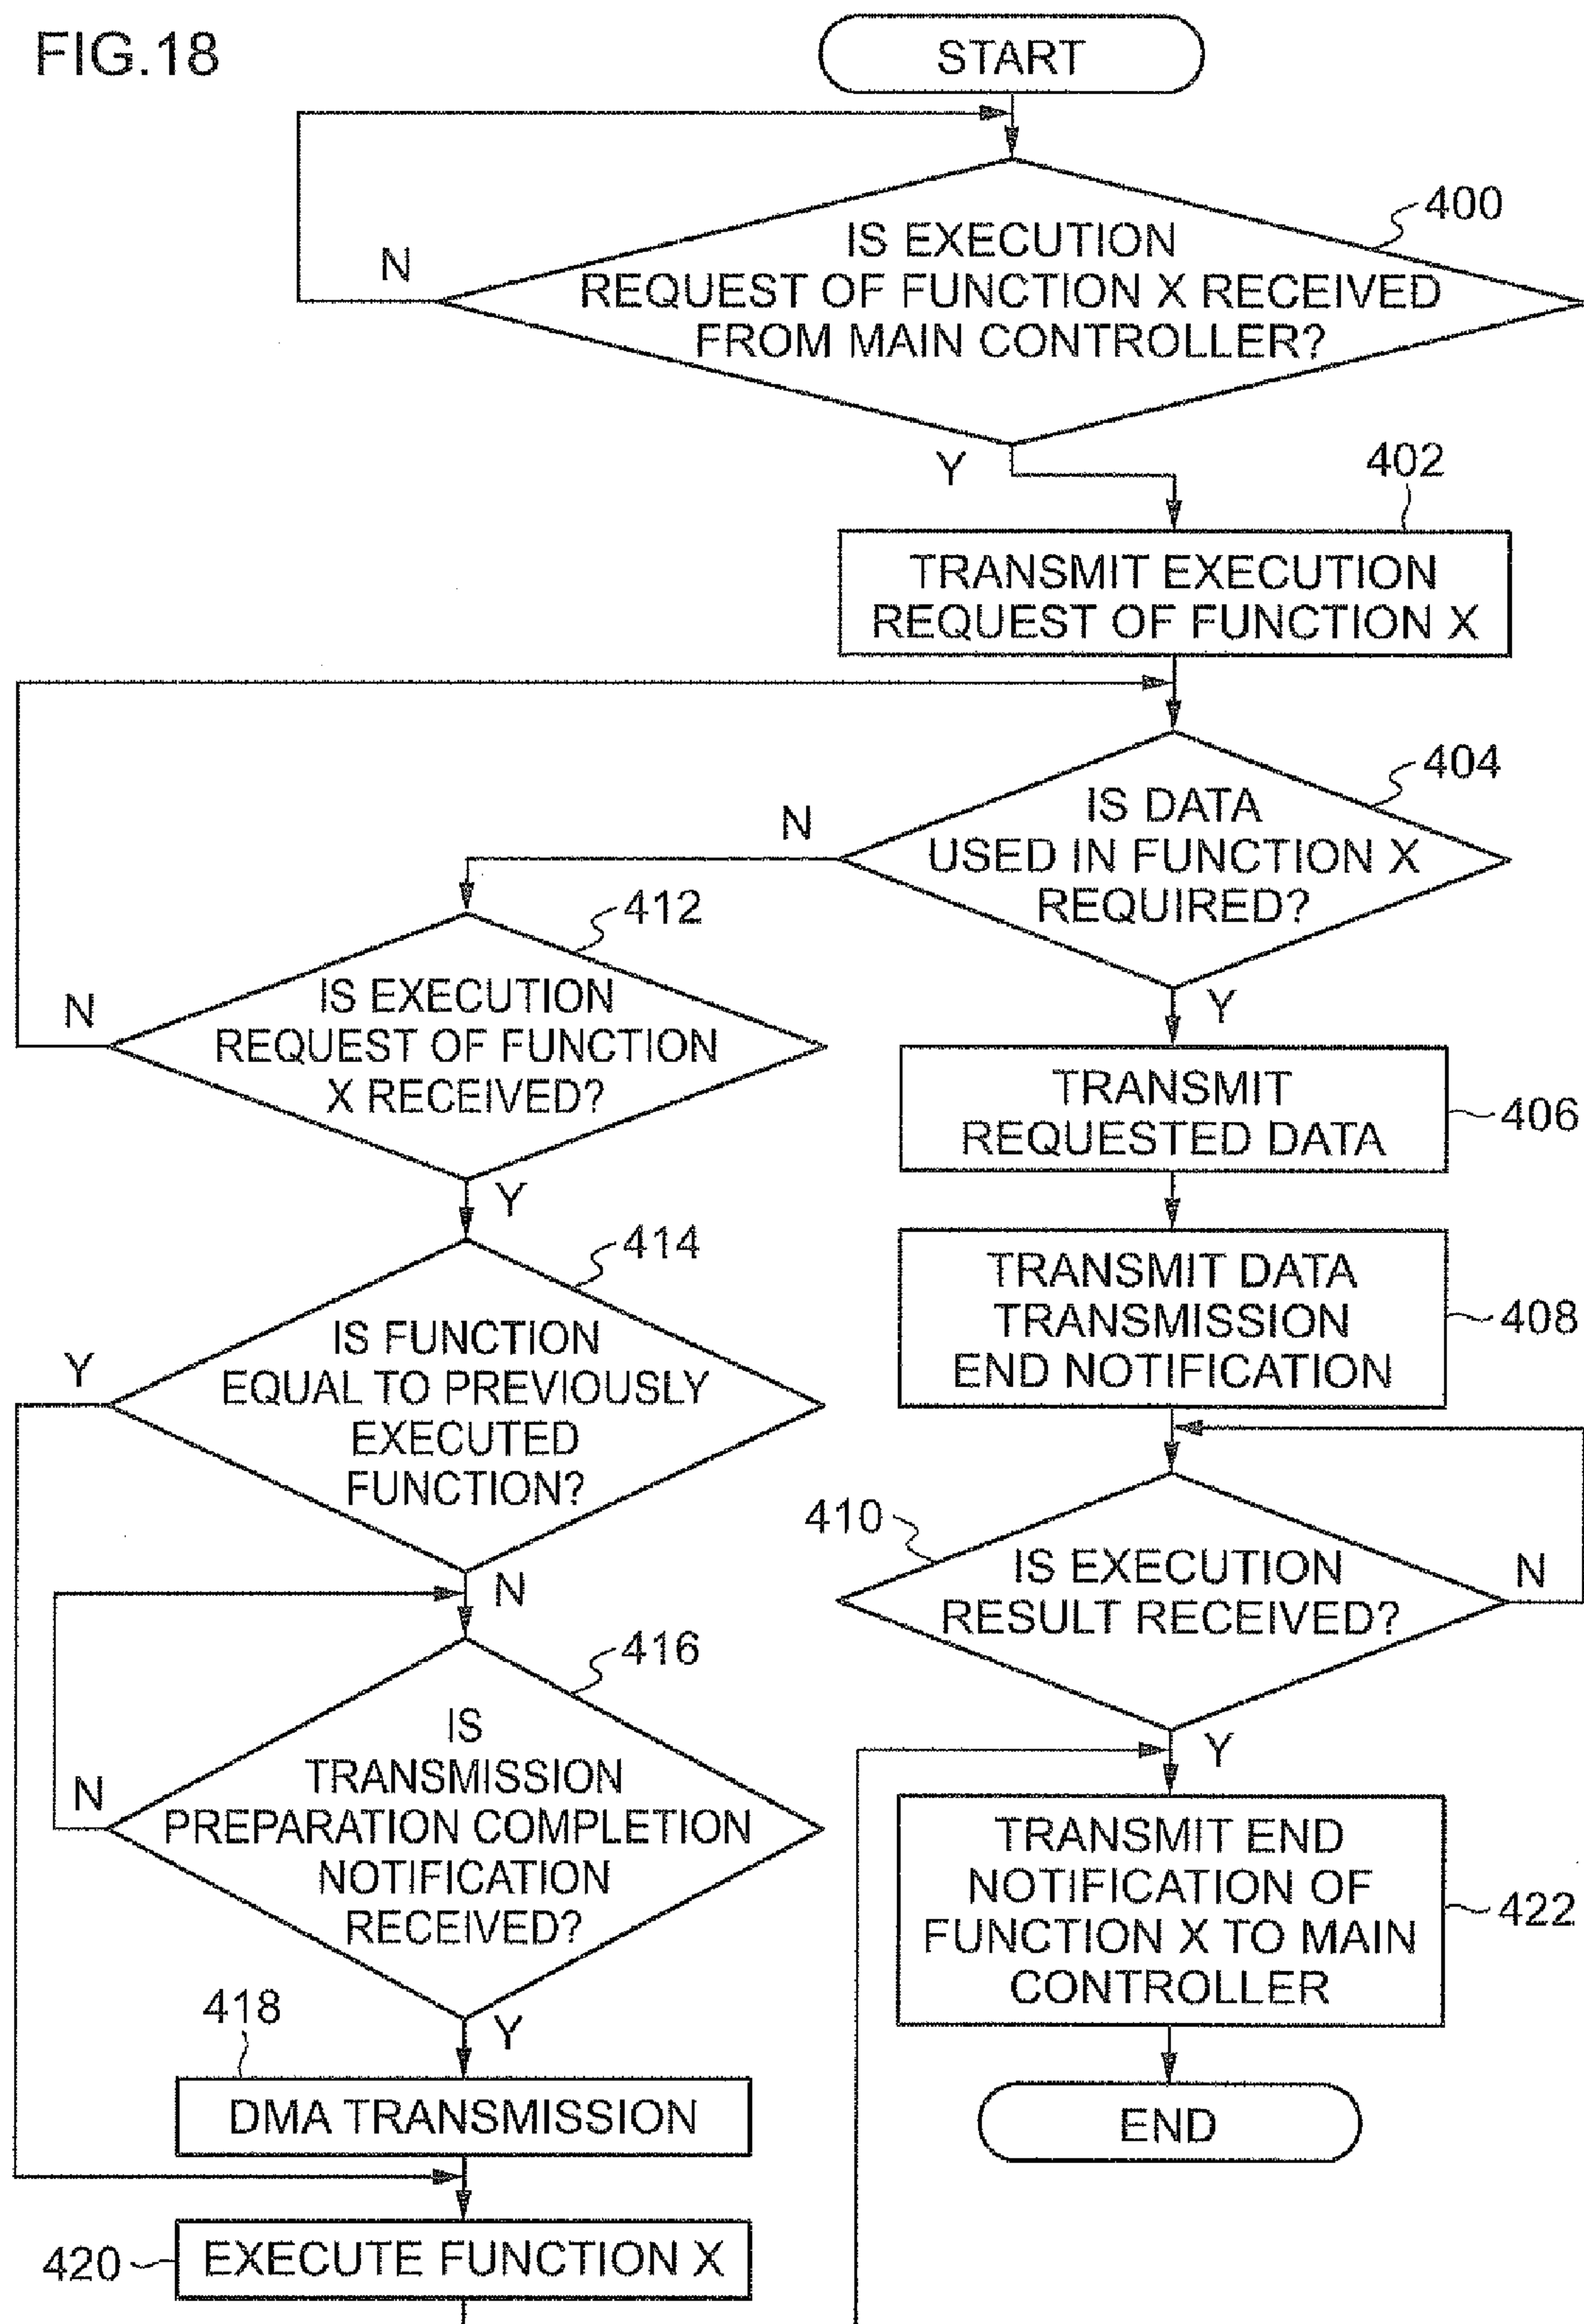 FIG.18
START
400
IS EXECUTION
REQUEST OF FUNCTION X RECEIVED
FROM MAIN CONTROLLER?
N
Y
402
TRANSMIT EXECUTION
REQUEST OF FUNCTION X
404
IS DATA
USED IN FUNCTION X
REQUIRED?
N
Y
412
IS EXECUTION
REQUEST OF FUNCTION
X RECEIVED?
N
Y
406
TRANSMIT
REQUESTED DATA
408
TRANSMIT DATA
TRANSMISSION
END NOTIFICATION
414
IS FUNCTION
EQUAL TO PREVIOUSLY
EXECUTED
FUNCTION?
Y
N
410
IS EXECUTION
RESULT RECEIVED?
N
Y
416
IS
TRANSMISSION
PREPARATION COMPLETION
NOTIFICATION
RECEIVED?
N
Y
TRANSMIT END
NOTIFICATION OF
FUNCTION X TO MAIN
CONTROLLER
422
418
DMA TRANSMISSION
END
420
EXECUTE FUNCTION X